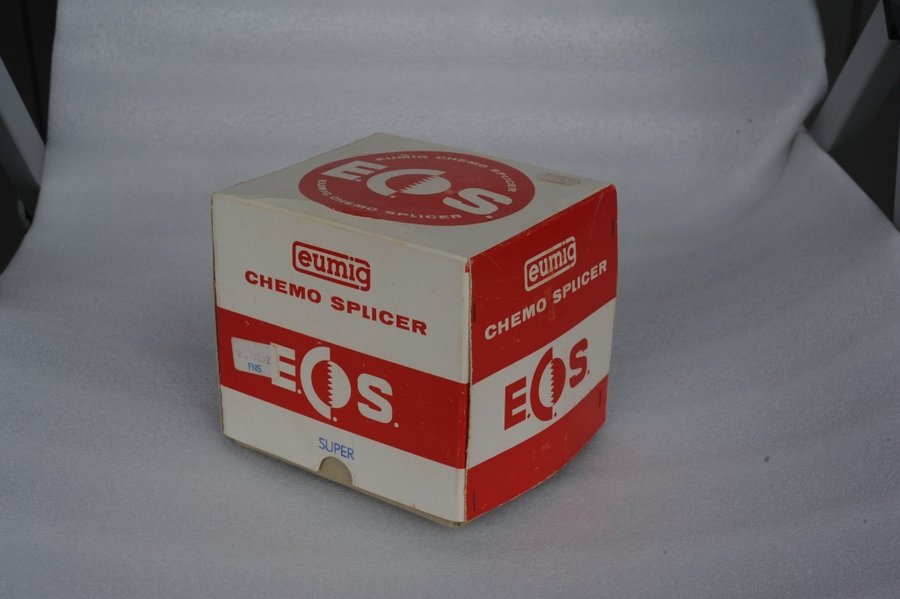 EUMIG CHEMO SPLICER
E.C.S.
EUMIG CHEMO SPLICER
eumig
CHEMO SPLICER
E.C.S.
FNS
SUPER
eumig
CHEMO SPLICER
E.C.S.